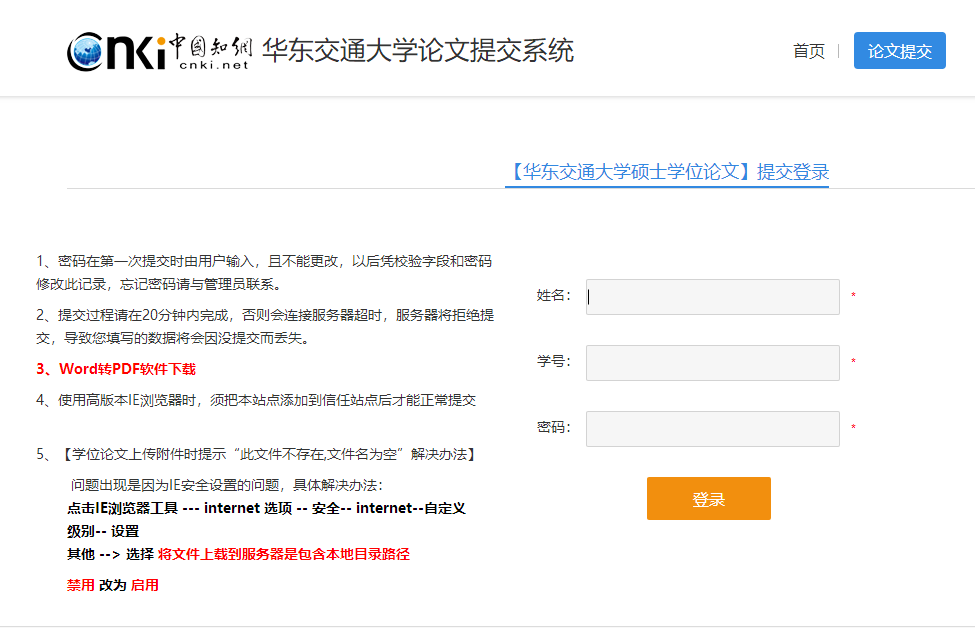 cnki 中国知网
cnki.net
华东交通大学论文提交系统
首页
论文提交
【华东交通大学硕士学位论文】提交登录
1、密码在第一次提交时由用户输入，且不能更改，以后凭校验字段和密码
修改此记录，忘记密码请与管理员联系。
2、提交过程请在20分钟内完成，否则会连接服务器超时，服务器将拒绝提
交，导致您填写的数据将会因没提交而丢失。
3、Word转PDF软件下载
4、使用高版本IE浏览器时，须把本站点添加到信任站点后才能正常提交
5、【学位论文上传附件时提示“此文件不存在,文件名为空”解决办法】
问题出现是因为IE安全设置的问题，具体解决办法：
点击IE浏览器工具 --- internet 选项 -- 安全-- internet--自定义
级别-- 设置
其他 --> 选择 将文件上载到服务器是包含本地目录路径
禁用 改为 启用
姓名： *
学号： *
密码： *
登录